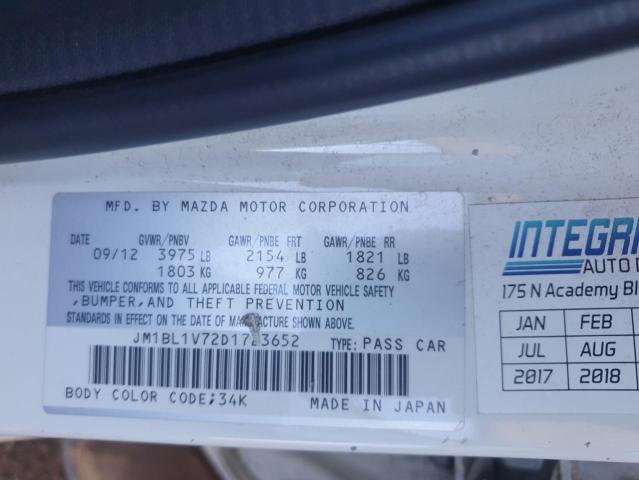 MFD. BY MAZDA MOTOR CORPORATION
DATE GVWR/PNBV GAWR/PNBE FRT GAWR/PNBE RR
09/12 3975 LB 2154 LB 1821 LB
1803 KG 977 KG 826 KG
THIS VEHICLE CONFORMS TO ALL APPLICABLE FEDERAL MOTOR VEHICLE SAFETY
,BUMPER,AND THEFT PREVENTION
STANDARDS IN EFFECT ON THE DATE OF MANUFACTURE SHOWN ABOVE.
TYPE: PASS CAR
BODY COLOR CODE;34K MADE IN JAPAN
INTEGRI
AUTO
175 N Academy Bl
JAN FEB
JUL AUG
2017 2018